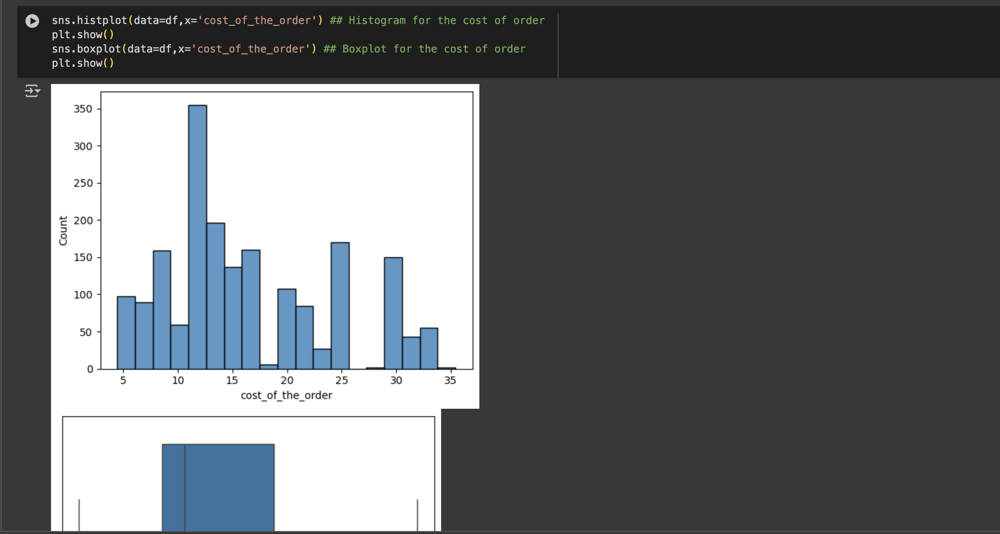 sns.histplot(data=df,x='cost_of_the_order') ## Histogram for the cost of order
plt.show()
sns.boxplot(data=df,x='cost_of_the_order') ## Boxplot for the cost of order
plt.show()
350
300
250
200
150
100
50
0
Count
5 10 15 20 25 30 35
cost_of_the_order